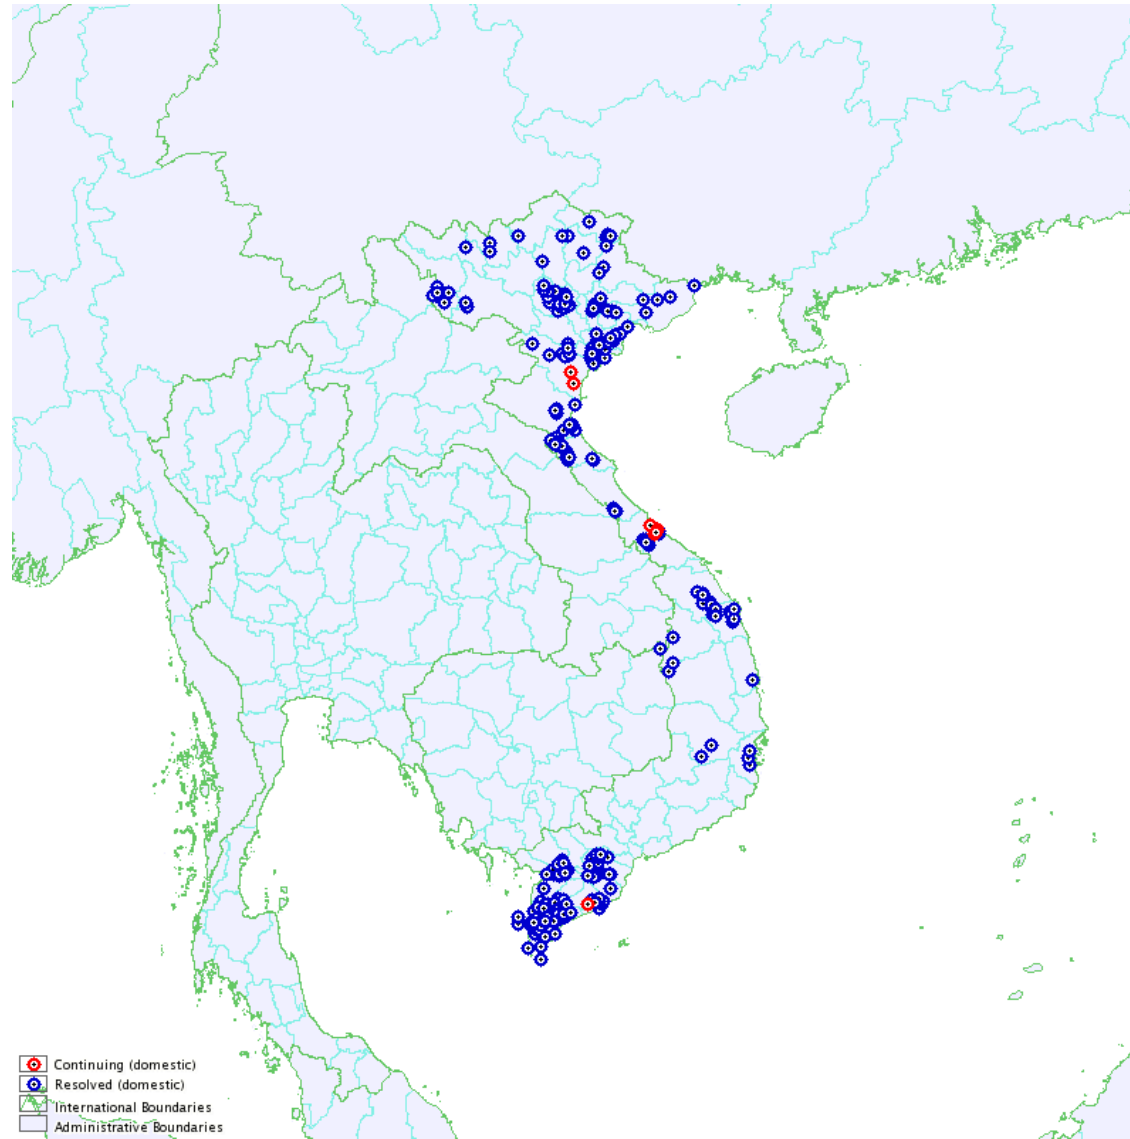 Continuing (domestic)
Resolved (domestic)
International Boundaries
Administrative Boundaries